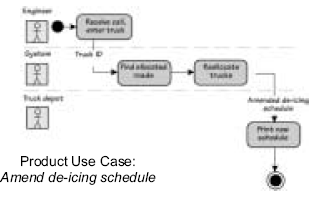 Engineer
Receive call,
enter truck
System
Truck ID
Find allocated
roads
Reallocate
trucks
Truck depot
Amended de-icing
schedule
Print new
schedule
Product Use Case:
Amend de-icing schedule